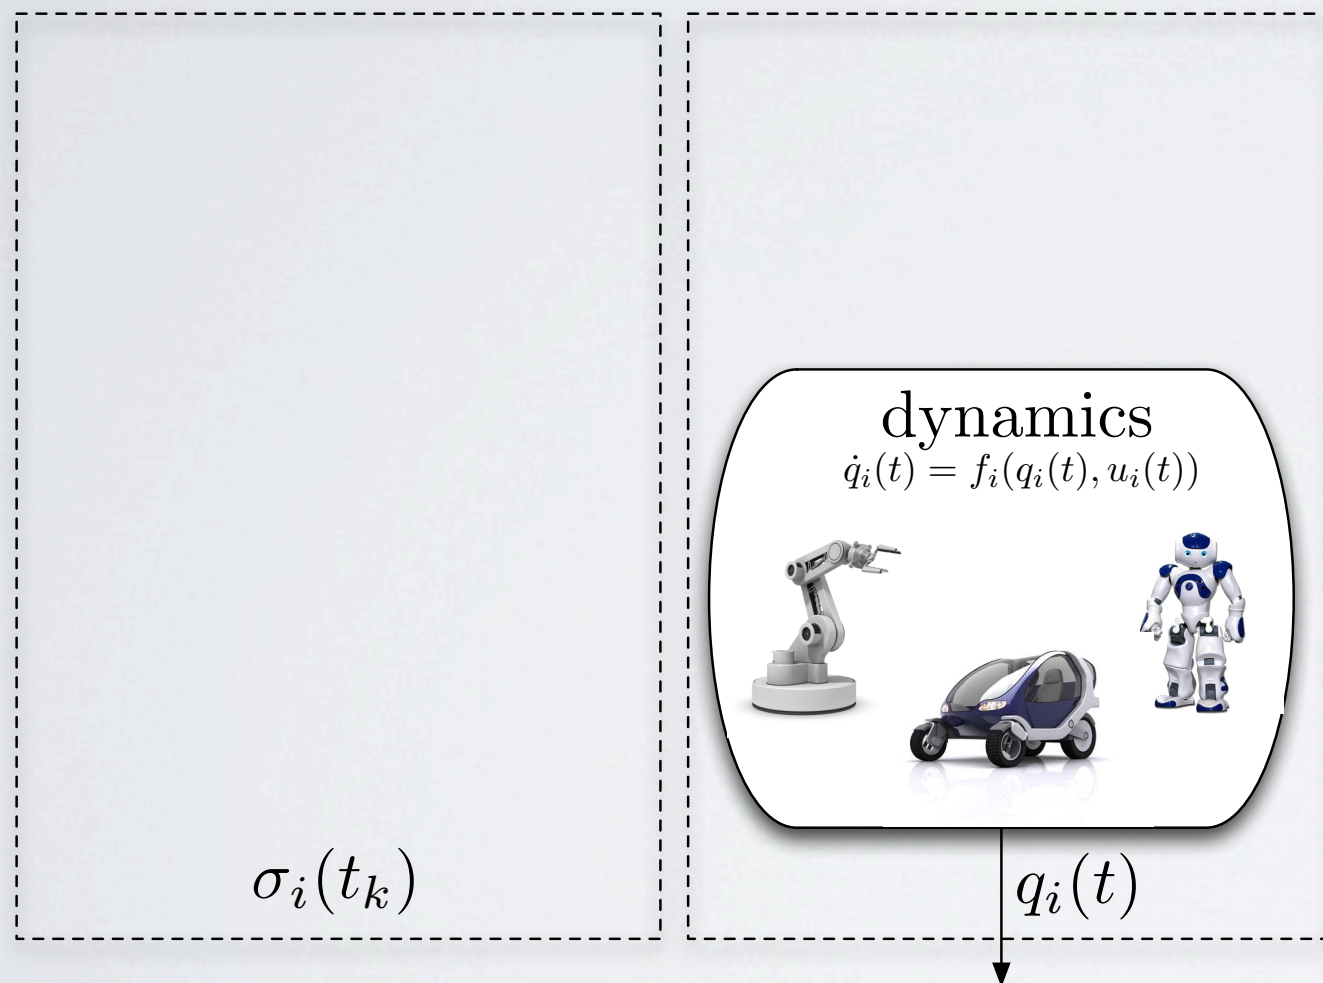 dynamics
q̇ᵢ(t) = fᵢ(qᵢ(t), uᵢ(t))
σᵢ(tₖ)
qᵢ(t)